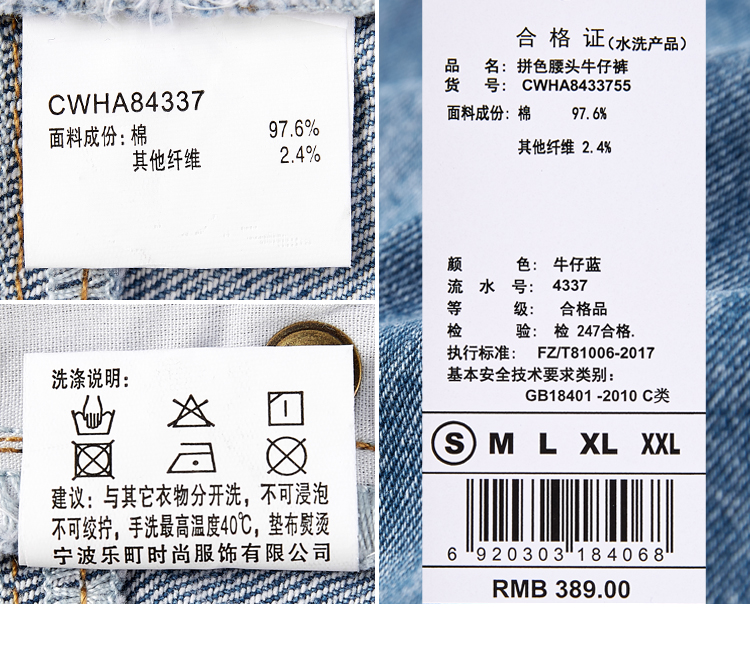 CWHA84337
面料成份: 棉 97.6%
其他纤维 2.4%
洗涤说明:
建议: 与其它衣物分开洗, 不可浸泡
不可绞拧, 手洗最高温度40℃, 垫布熨烫
宁波乐町时尚服饰有限公司
合格证(水洗产品)
品 名: 拼色腰头牛仔裤
货 号: CWHA8433755
面料成份: 棉 97.6%
其他纤维 2.4%
颜 色: 牛仔蓝
流 水 号: 4337
等 级: 合格品
检 验: 检 247合格.
执行标准: FZ/T81006-2017
基本安全技术要求类别:
GB18401 -2010 C类
S M L XL XXL
6 920303 184068
RMB 389.00